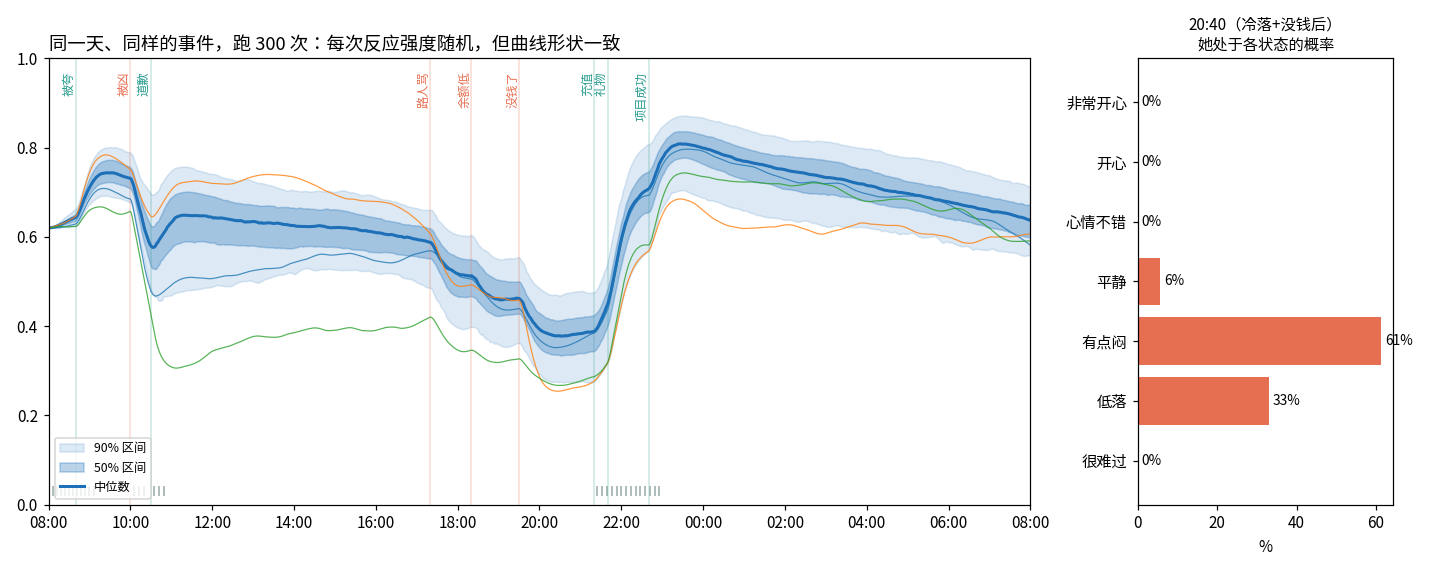 同一天、同样的事件，跑 300 次：每次反应强度随机，但曲线形状一致
1.0
0.8
0.6
0.4
0.2
0.0
被夸
被凶
道歉
路人骂
余额低
没钱了
充值
礼物
项目成功
90% 区间
50% 区间
中位数
08:00
10:00
12:00
14:00
16:00
18:00
20:00
22:00
00:00
02:00
04:00
06:00
08:00
20:40（冷落+没钱后）
她处于各状态的概率
非常开心 0%
开心 0%
心情不错 0%
平静 6%
有点闷 61%
低落 33%
很难过 0%
0
20
40
60
%